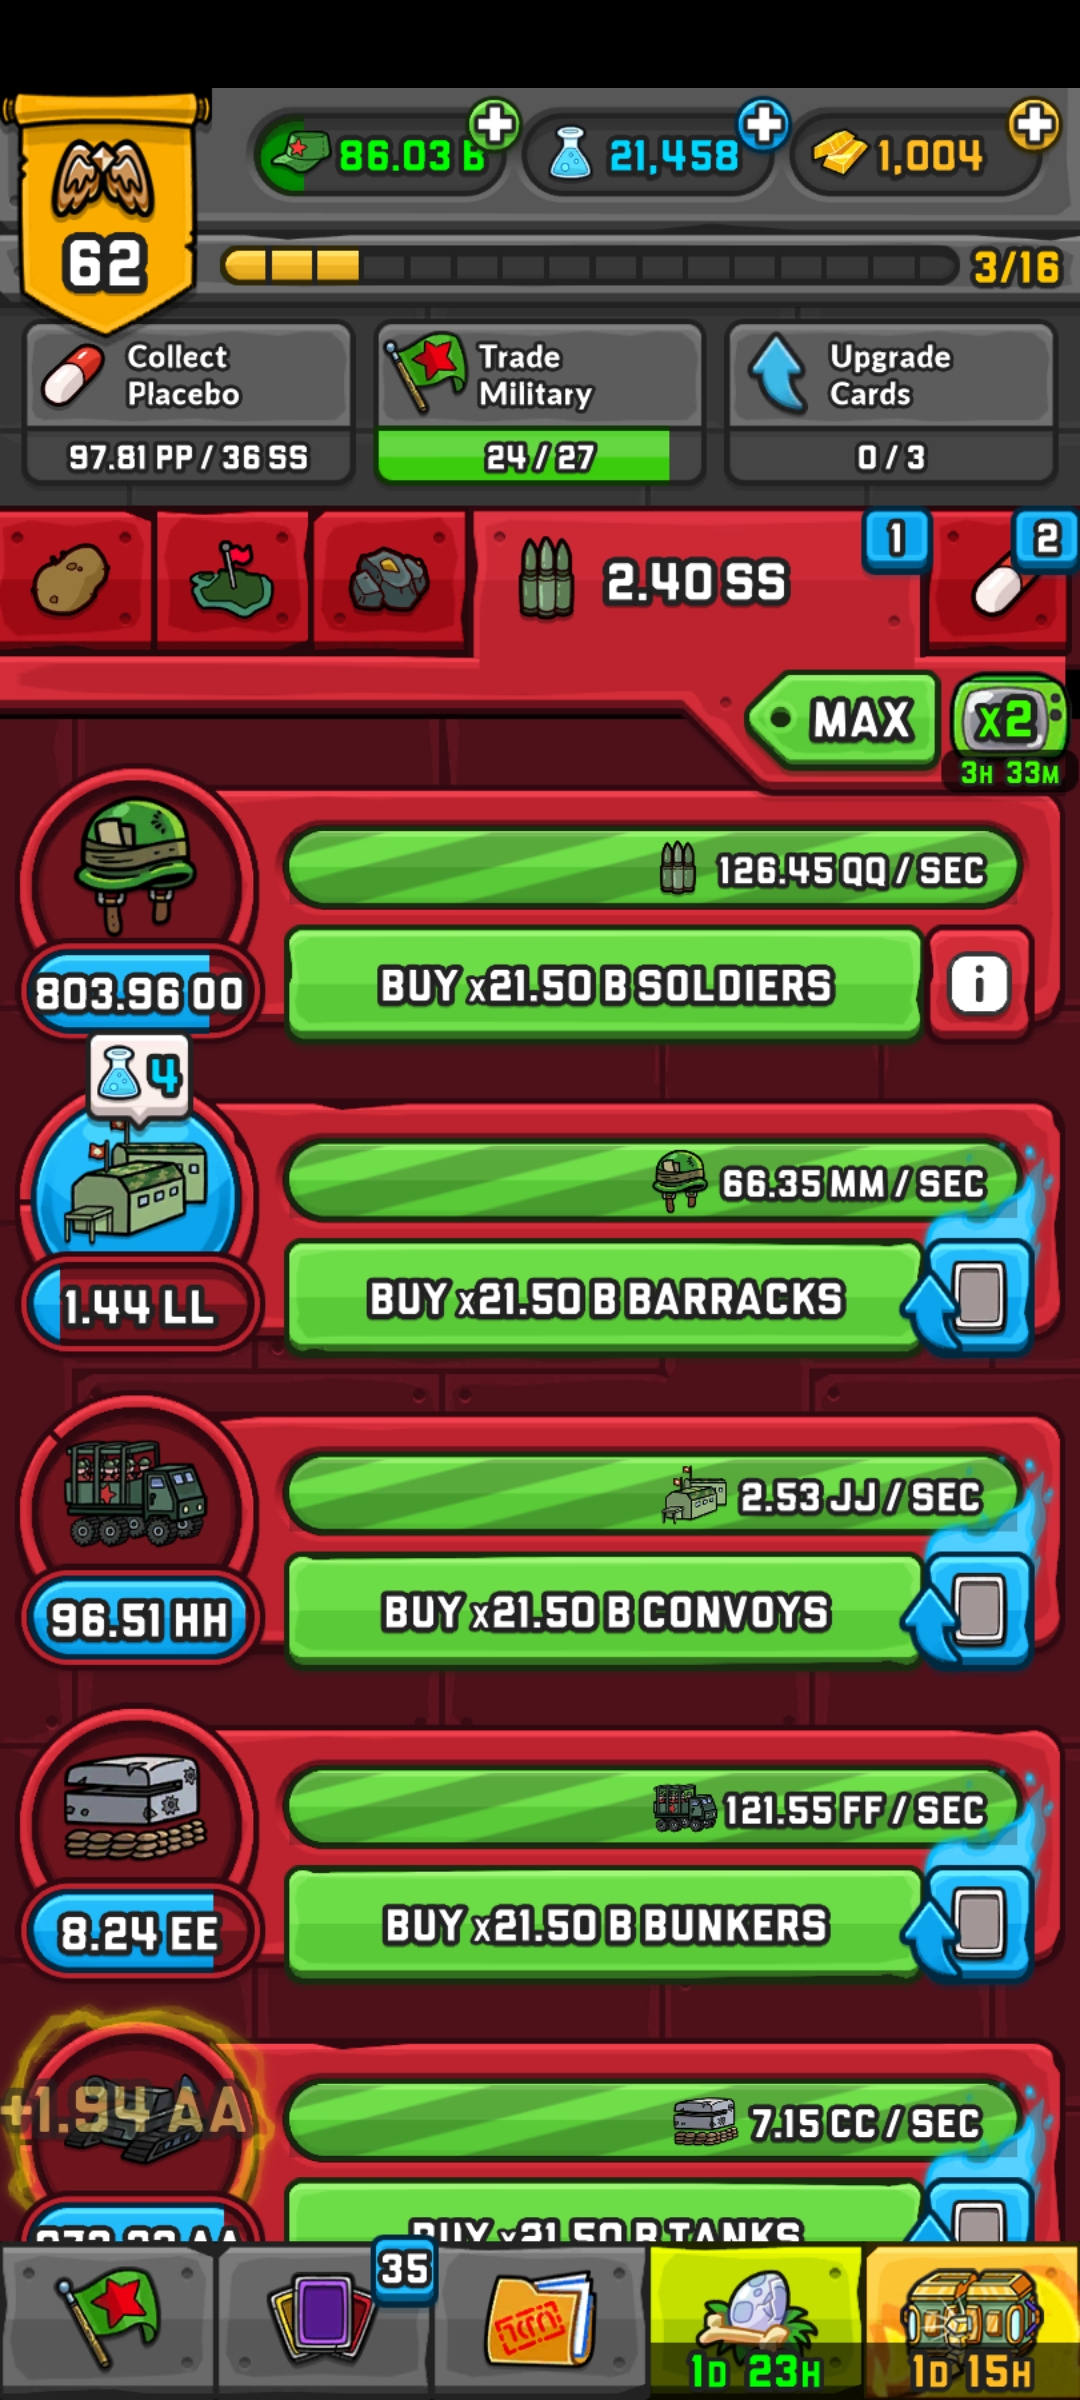 86.03 B
21,458
1,004
62
3/16
Collect
Placebo
97.81 PP / 36 SS
Trade
Military
24 / 27
Upgrade
Cards
0 / 3
2.40 SS
1
2
MAX
x2
3H 33M
126.45 QQ / SEC
803.96 OO
BUY x21.50 B SOLDIERS
i
4
66.35 MM / SEC
1.44 LL
BUY x21.50 B BARRACKS
2.53 JJ / SEC
96.51 HH
BUY x21.50 B CONVOYS
121.55 FF / SEC
8.24 EE
BUY x21.50 B BUNKERS
+1.94 AA
7.15 CC / SEC
BUY x21.50 B TANKS
35
1D 23H
1D 15H